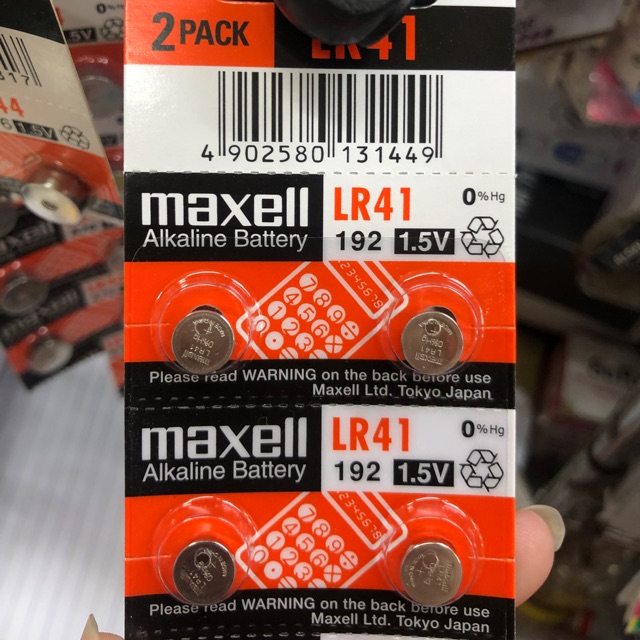 2 PACK LR41
4 902580 131449
maxell LR41 0%Hg
Alkaline Battery 192 1.5V
Please read WARNING on the back before use
Maxell Ltd. Tokyo Japan
maxell LR41 0%Hg
Alkaline Battery 192 1.5V
Please read WARNING on the back before use
Maxell Ltd. Tokyo Japan
1.5V